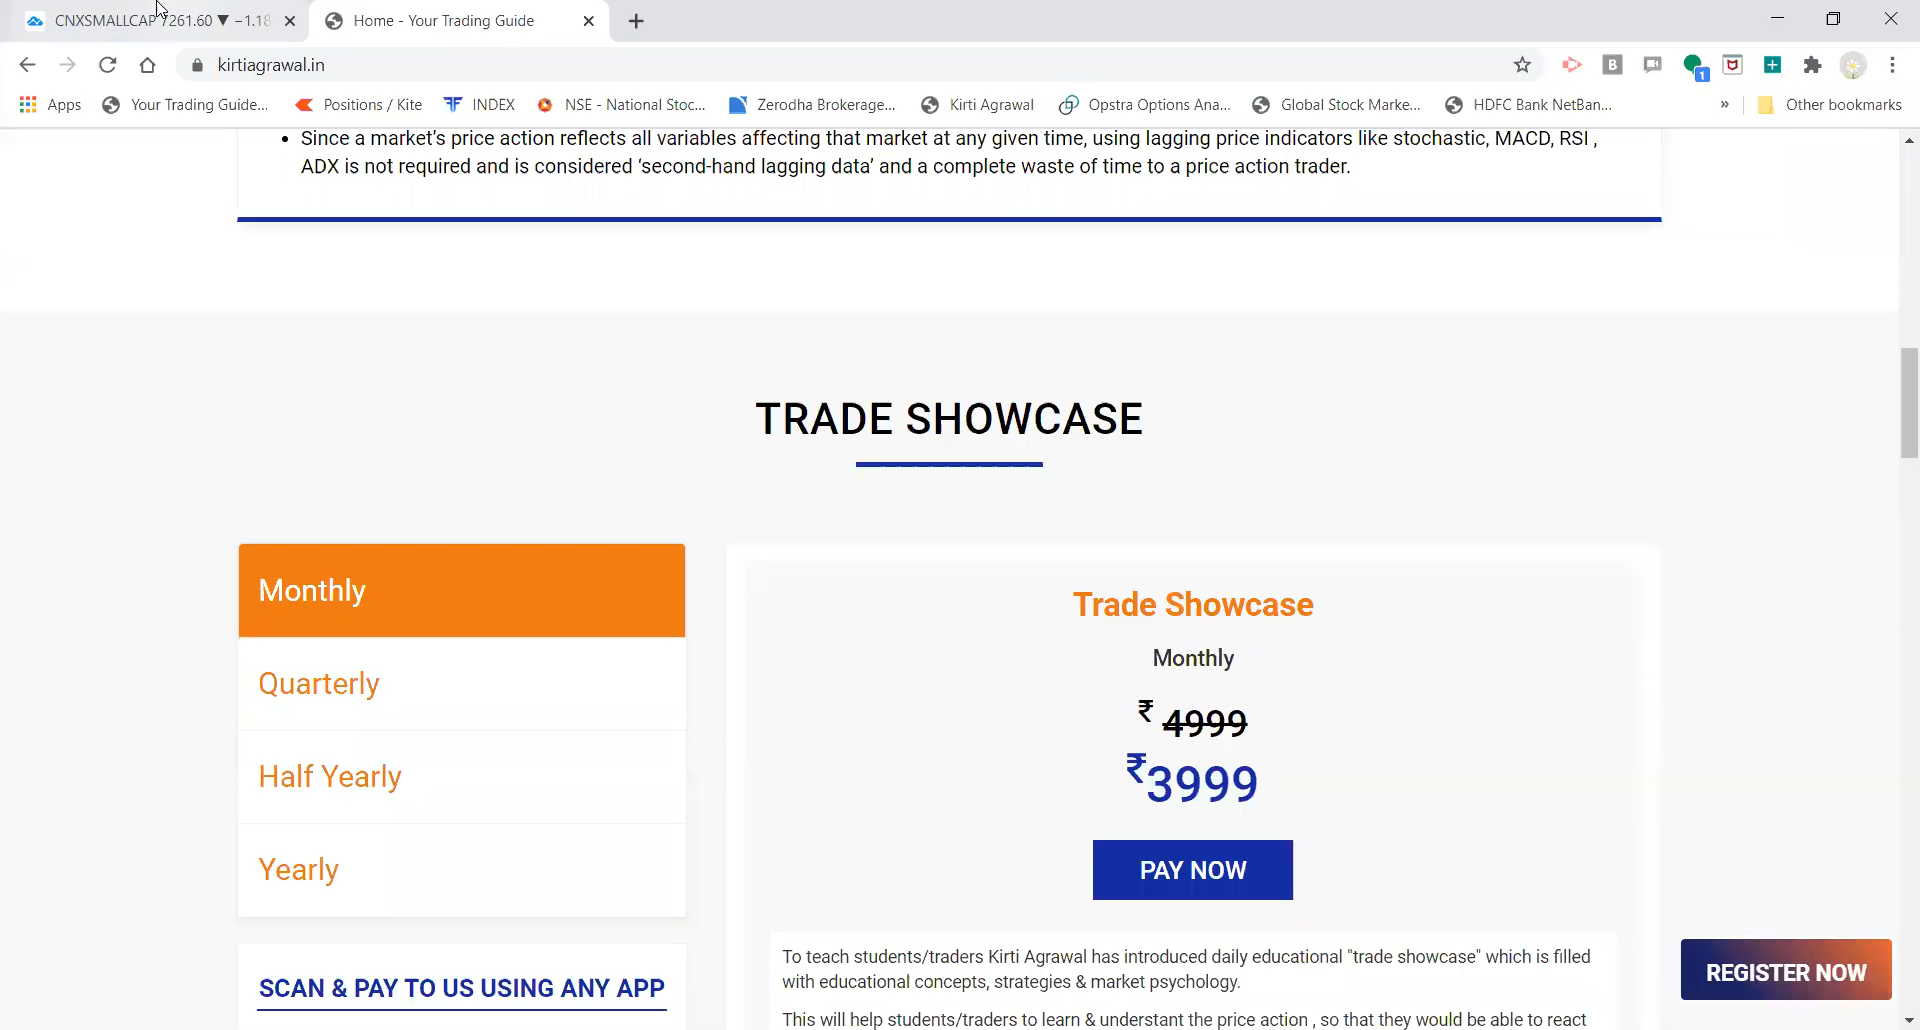 CNXSMALLCAP 7261.60 ▼ −1.18
Home - Your Trading Guide
kirtiagrawal.in
B
1
Apps
Your Trading Guide...
Positions / Kite
INDEX
NSE - National Stoc...
Zerodha Brokerage...
Kirti Agrawal
Opstra Options Ana...
Global Stock Marke...
HDFC Bank NetBan...
»
Other bookmarks
• Since a market’s price action reflects all variables affecting that market at any given time, using lagging price indicators like stochastic, MACD, RSI ,
ADX is not required and is considered ‘second-hand lagging data’ and a complete waste of time to a price action trader.
TRADE SHOWCASE
Monthly
Quarterly
Half Yearly
Yearly
SCAN & PAY TO US USING ANY APP
Trade Showcase
Monthly
₹ 4999
₹3999
PAY NOW
To teach students/traders Kirti Agrawal has introduced daily educational "trade showcase" which is filled
with educational concepts, strategies & market psychology.
This will help students/traders to learn & understant the price action , so that they would be able to react
REGISTER NOW